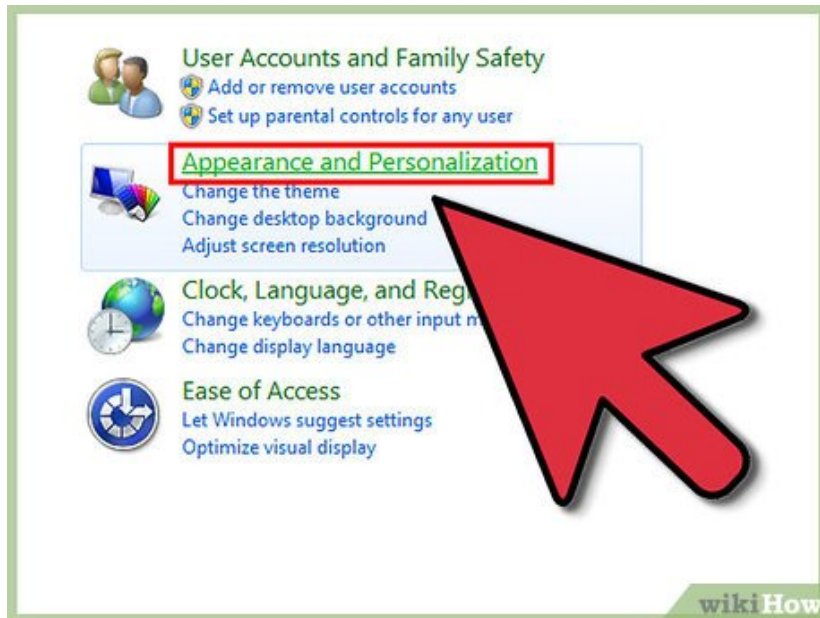 User Accounts and Family Safety
Add or remove user accounts
Set up parental controls for any user
Appearance and Personalization
Change the theme
Change desktop background
Adjust screen resolution
Clock, Language, and Reg
Change keyboards or other input m
Change display language
Ease of Access
Let Windows suggest settings
Optimize visual display
wikiHow